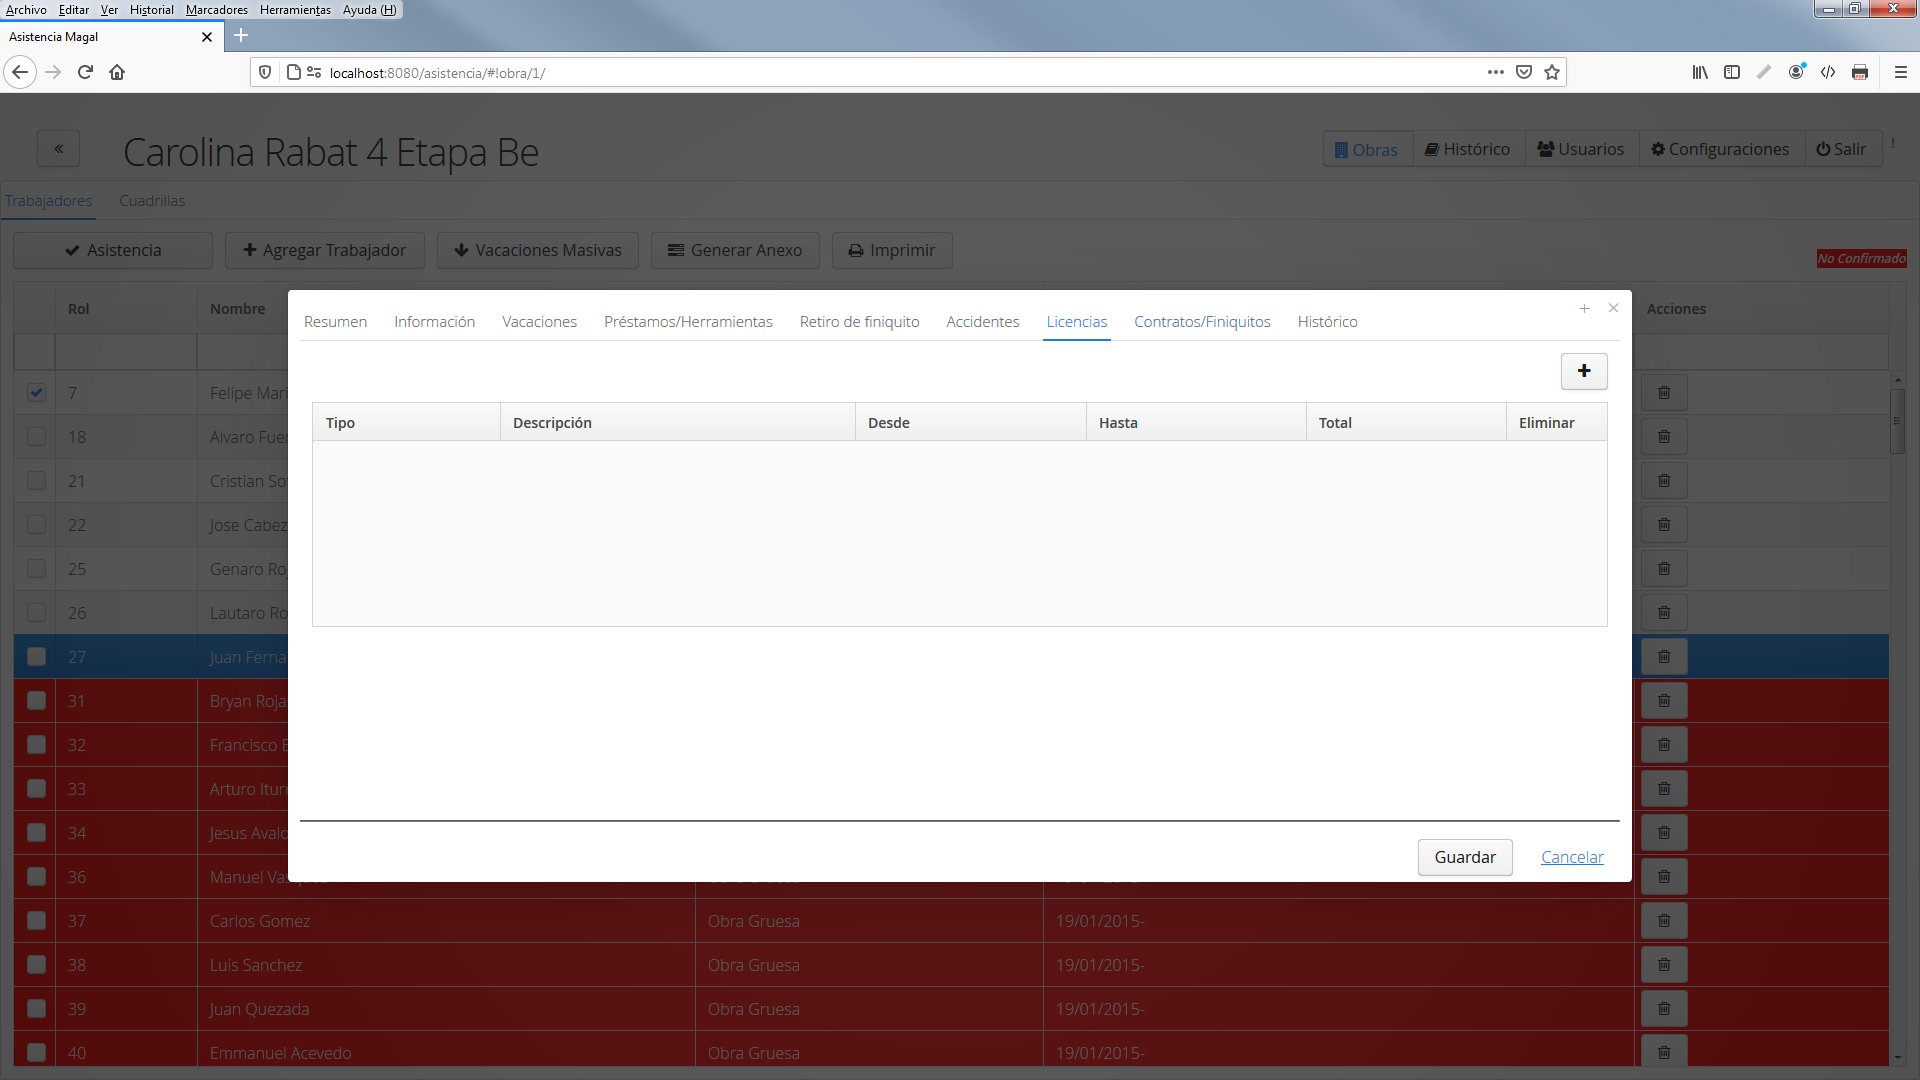 Archivo Editar Ver Historial Marcadores Herramientas Ayuda (H)
Asistencia Magal
localhost:8080/asistencia/#!obra/1/
Carolina Rabat 4 Etapa Be
Obras Histórico Usuarios Configuraciones Salir !
Trabajadores Cuadrillas
Asistencia Agregar Trabajador Vacaciones Masivas Generar Anexo Imprimir
No Confirmado
Rol Nombre Acciones
Resumen Información Vacaciones Préstamos/Herramientas Retiro de finiquito Accidentes Licencias Contratos/Finiquitos Histórico
Tipo Descripción Desde Hasta Total Eliminar
7 Felipe Mari
18 Alvaro Fuer
21 Cristian So
22 Jose Cabez
25 Genaro Ro
26 Lautaro Ro
27 Juan Ferna
31 Bryan Roja
32 Francisco
33 Arturo Itur
34 Jesus Avalo
Guardar Cancelar
36 Manuel
37 Carlos Gomez Obra Gruesa 19/01/2015-
38 Luis Sanchez Obra Gruesa 19/01/2015-
39 Juan Quezada Obra Gruesa 19/01/2015-
40 Emmanuel Acevedo Obra Gruesa 19/01/2015-